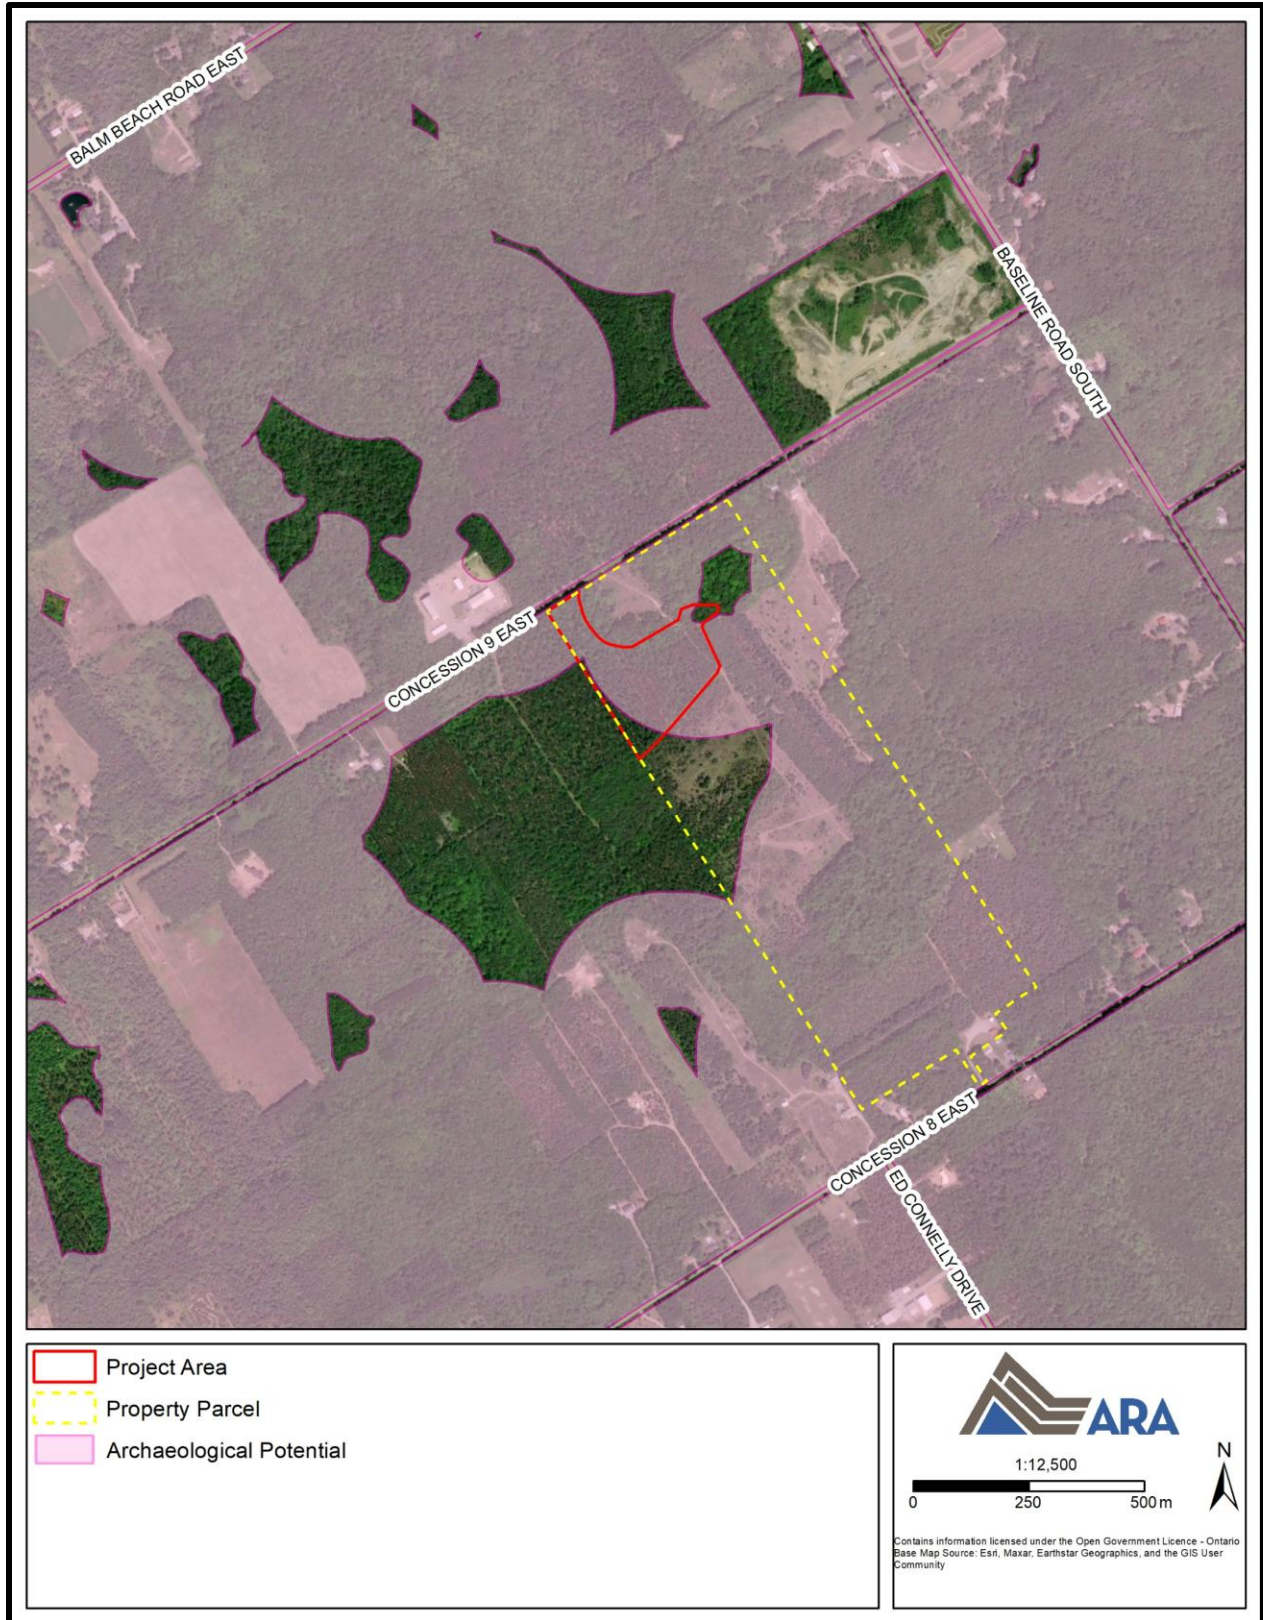 BALM BEACH ROAD EAST
BASELINE ROAD SOUTH
CONCESSION 9 EAST
CONCESSION 8 EAST
ED CONNELLY DRIVE
Project Area
Property Parcel
Archaeological Potential
ARA
1:12,500
N
0 250 500 m
Contains information licensed under the Open Government Licence - Ontario
Base Map Source: Esri, Maxar, Earthstar Geographics, and the GIS User
Community